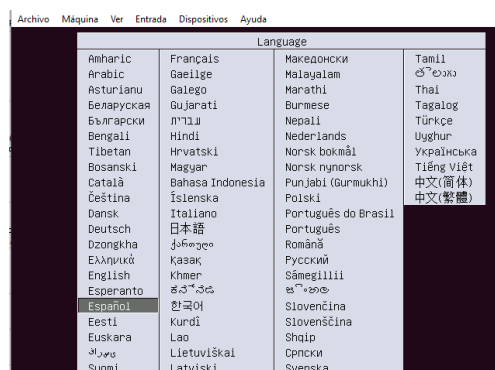 Archivo Máquina Ver Entrada Dispositivos Ayuda
Language
Amharic
Arabic
Asturianu
Беларуская
Български
Bengali
Tibetan
Bosanski
Català
Čeština
Dansk
Deutsch
Dzongkha
Ελληνικά
English
Esperanto
Español
Eesti
Euskara
Suomi
Français
Gaeilge
Galego
Gujarati
עברית
Hindi
Hrvatski
Magyar
Bahasa Indonesia
Íslenska
Italiano
日本語
ქართული
Қазақ
Khmer
ಕನ್ನಡ
한국어
Kurdî
Lao
Lietuviškai
Latviski
Македонски
Malayalam
Marathi
Burmese
Nepali
Nederlands
Norsk bokmål
Norsk nynorsk
Punjabi (Gurmukhi)
Polski
Português do Brasil
Português
Română
Русский
Sámegillii
සිංහල
Slovenčina
Slovenščina
Shqip
Српски
Svenska
Tamil
తెలుగు
Thai
Tagalog
Türkçe
Uyghur
Українська
Tiếng Việt
中文(简体)
中文(繁體)